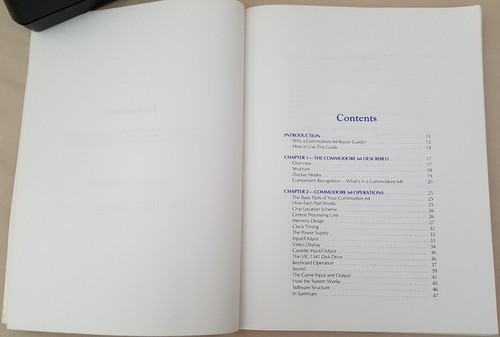 Contents
INTRODUCTION 13
Why a Commodore 64 Repair Guide? 13
How to Use This Guide 14
CHAPTER 1—THE COMMODORE 64 DESCRIBED 17
Overview 17
Structure 18
Display Modes 19
Component Recognition — What's in a Commodore 64? 20
CHAPTER 2—COMMODORE 64 OPERATIONS 25
The Basic Parts of Your Commodore 64 25
How Each Part Works 25
Chip Location Scheme 26
Central Processing Unit 26
Memory Design 27
Clock Timing 32
The Power Supply 33
Input/Output 33
Video Display 34
Cassette Input/Output 36
The VIC-1541 Disk Drive 36
Keyboard Operation 37
Sound 39
The Game Input and Output 41
How the System Works 45
Software Structure 46
In Summary 47